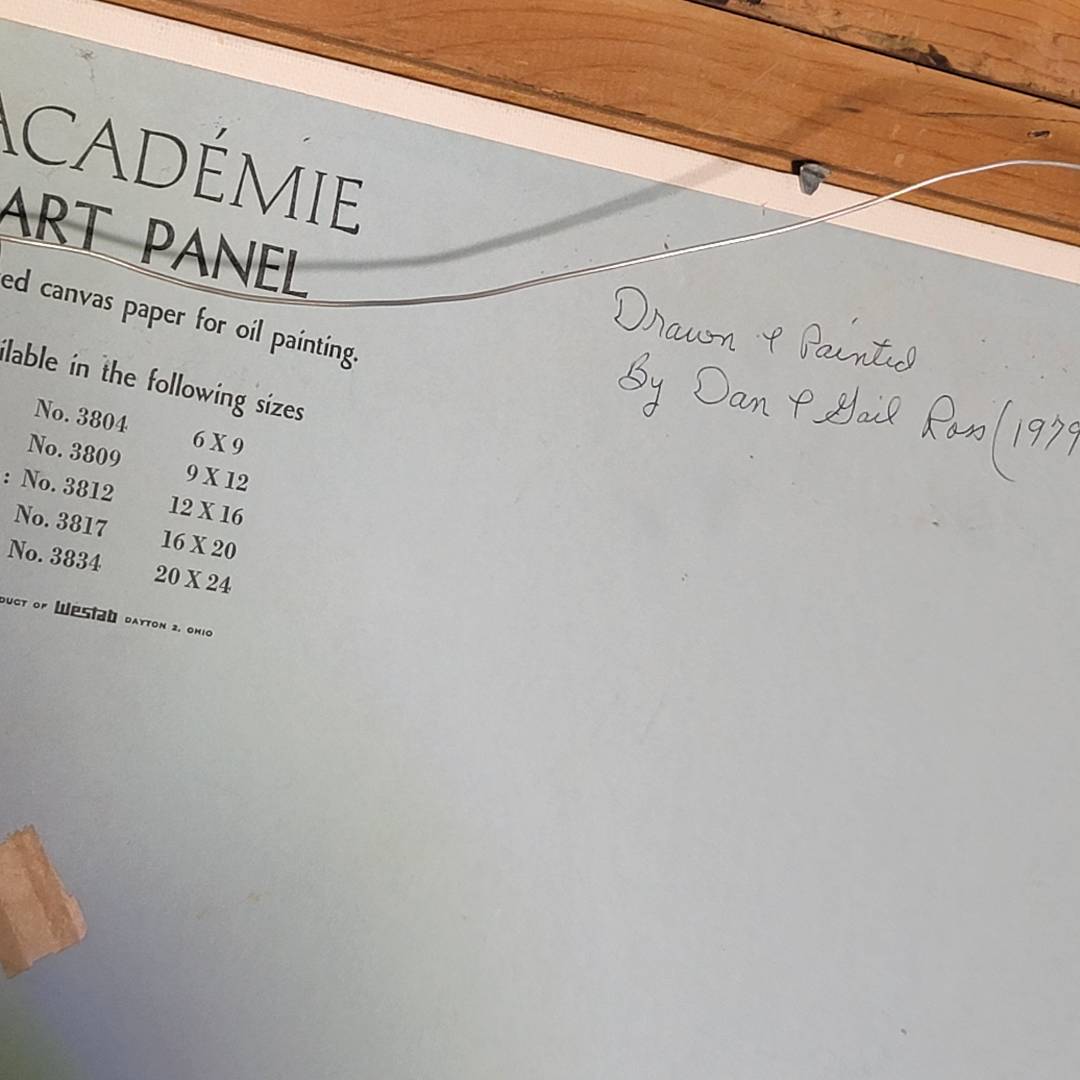 ACADÉMIE
ART PANEL
ed canvas paper for oil painting.
ilable in the following sizes
No. 3804 6 X 9
No. 3809 9 X 12
: No. 3812 12 X 16
No. 3817 16 X 20
No. 3834 20 X 24
DUCT OF Westab DAYTON 2, OHIO
Drawn & Painted
By Dan & Gail Ross (1979